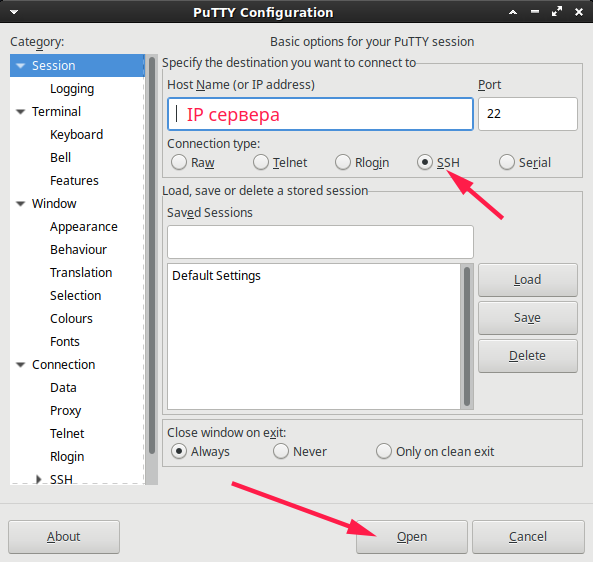 PuTTY Configuration
Category:
Basic options for your PuTTY session
Session
Logging
Terminal
Keyboard
Bell
Features
Window
Appearance
Behaviour
Translation
Selection
Colours
Fonts
Connection
Data
Proxy
Telnet
Rlogin
SSH
Specify the destination you want to connect to
Host Name (or IP address) Port
IP сервера 22
Connection type:
Raw Telnet Rlogin SSH Serial
Load, save or delete a stored session
Saved Sessions
Default Settings
Load
Save
Delete
Close window on exit:
Always Never Only on clean exit
About Open Cancel